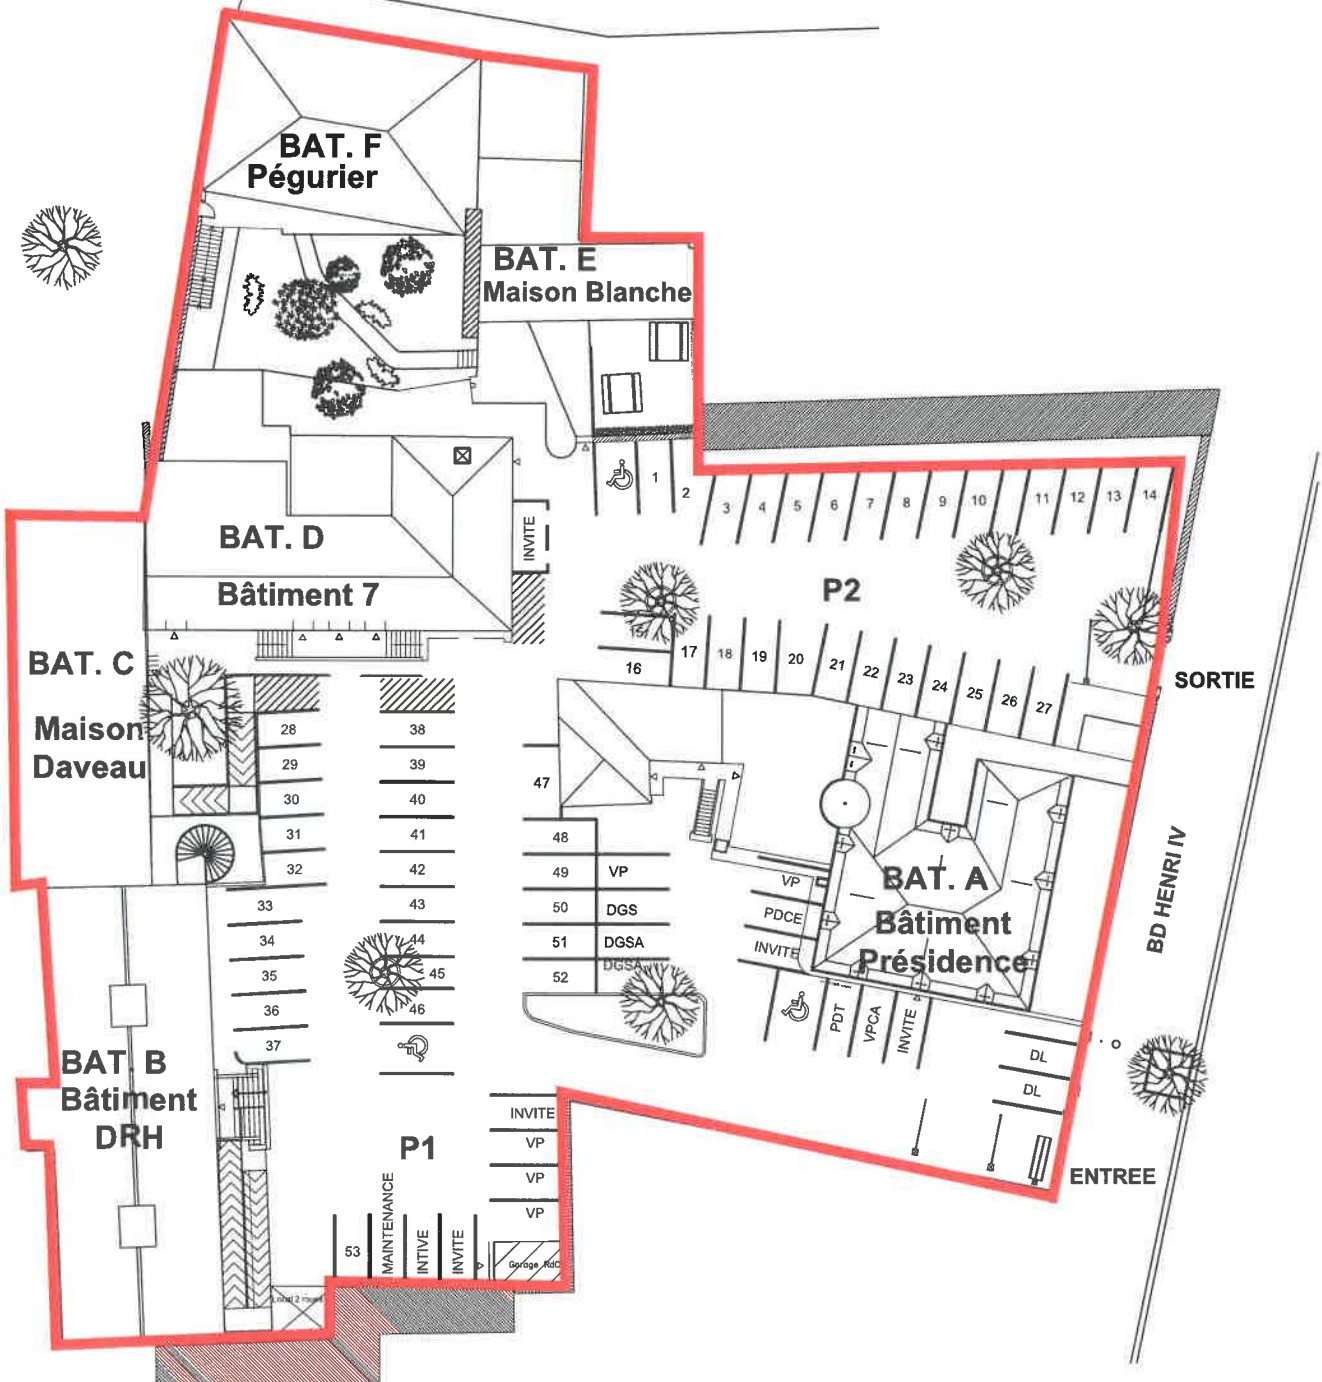 BAT. F
Pégurier
BAT. E
Maison Blanche
1
2
3
4
5
6
7
8
9
10
11
12
13
14
INVITE
BAT. D
Bâtiment 7
P2
15
16
17
18
19
20
21
22
23
24
25
26
27
SORTIE
BAT. C
Maison
Daveau
28
29
30
31
32
33
34
35
36
37
38
39
40
41
42
43
44
45
46
47
48
49
VP
50
DGS
51
DGSA
52
DGSA
VP
PDCE
INVITE
BAT. A
Bâtiment
Présidence
BD HENRI IV
PDT
VPCA
INVITE
DL
DL
ENTREE
BAT. B
Bâtiment
DRH
P1
INVITE
VP
VP
VP
53
MAINTENANCE
INTIVE
INVITE
Garage RdC
Local 2 roues